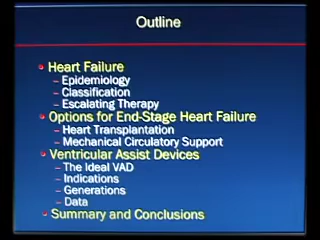 Outline
• Heart Failure
– Epidemiology
– Classification
– Escalating Therapy
• Options for End-Stage Heart Failure
– Heart Transplantation
– Mechanical Circulatory Support
• Ventricular Assist Devices
– The Ideal VAD
– Indications
– Generations
– Data
• Summary and Conclusions